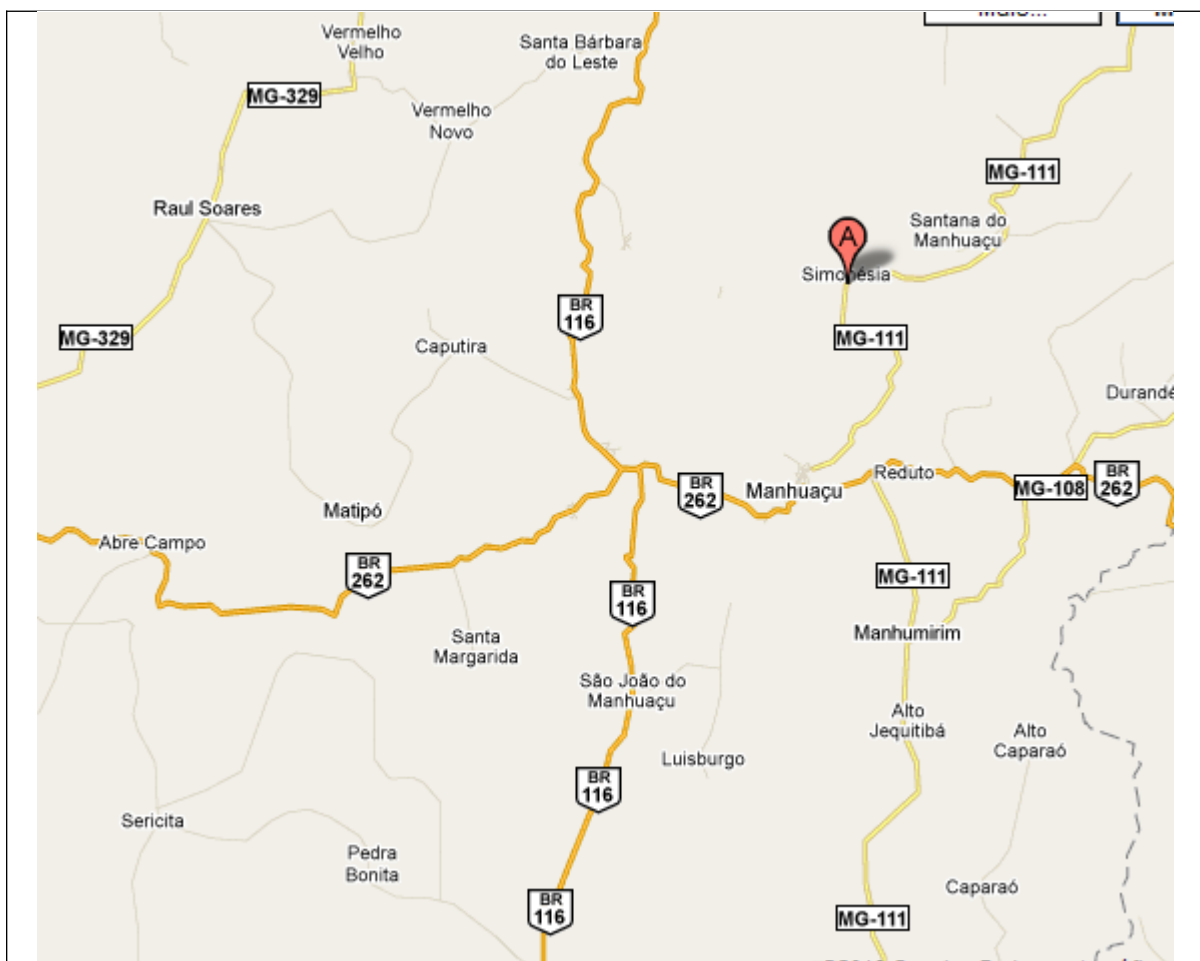 Vermelho
Velho
Santa Bárbara
do Leste
MG-329
Vermelho
Novo
MG-111
Raul Soares
Santana do
Manhuaçu
A
Simonésia
BR
116
MG-329
MG-111
Caputira
Durandé
Reduto
BR
262
Manhuaçu
MG-108
BR
262
Matipó
Abre Campo
BR
262
MG-111
BR
116
Santa
Margarida
Manhumirim
São João do
Manhuaçu
Alto
Jequitibá
Alto
Caparaó
Luisburgo
BR
116
Sericita
Pedra
Bonita
Caparaó
BR
116
MG-111